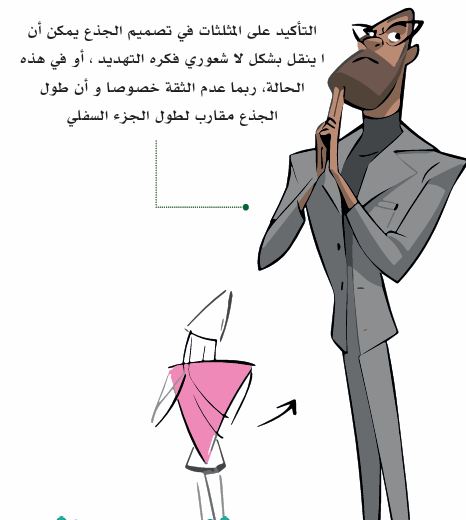 التأكيد على المثلثات في تصميم الجذع يمكن أن
ا ينقل بشكل لا شعوري فكره التهديد ، أو في هذه
الحالة، ربما عدم الثقة خصوصا و أن طول
الجذع مقارب لطول الجزء السفلي